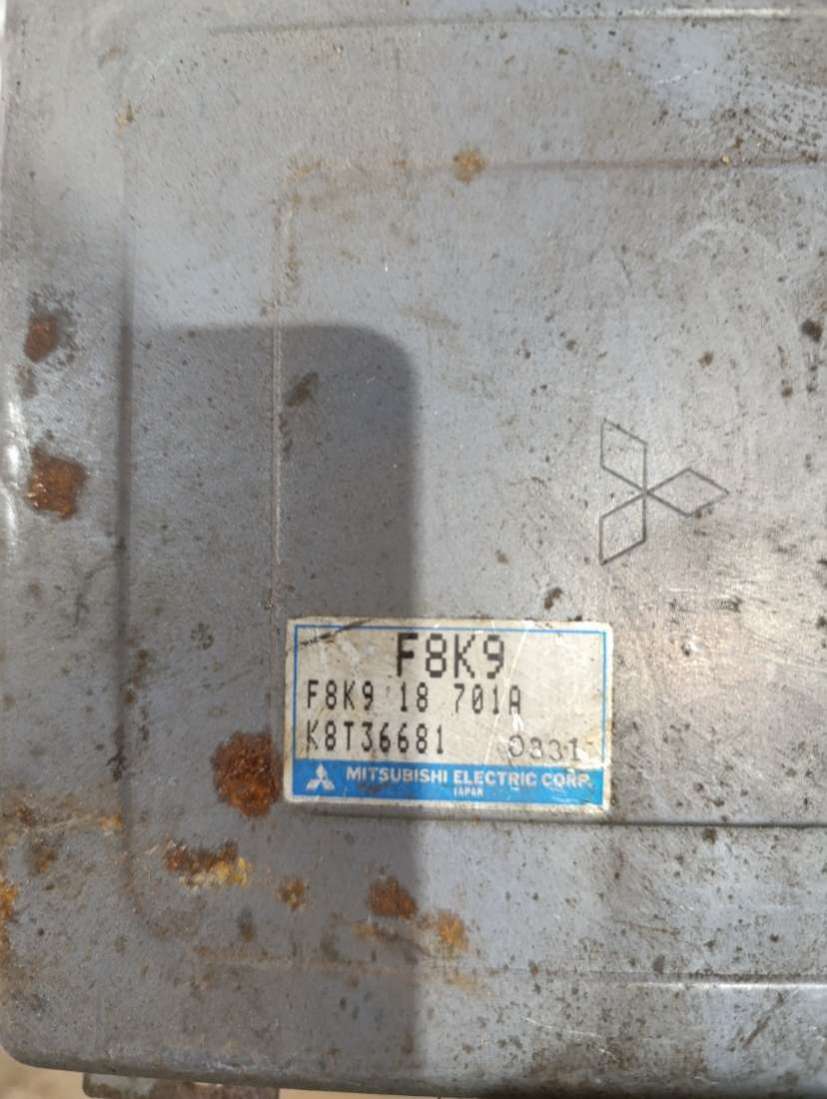 F8K9
F8K9 18 701A
K8T36681 0331
MITSUBISHI ELECTRIC CORP.
JAPAN